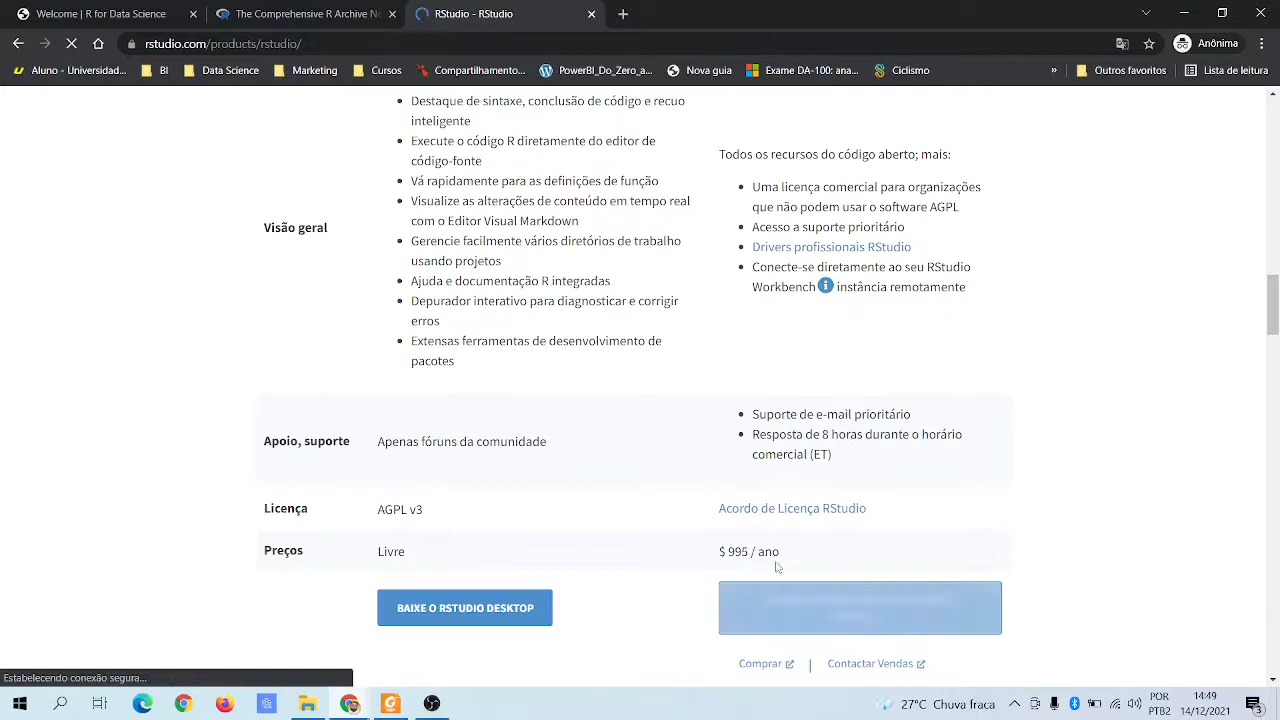 Welcome | R for Data Science
The Comprehensive R Archive Ne
RStudio - RStudio
rstudio.com/products/rstudio/
Anônima
Aluno - Universidad...
BI
Data Science
Marketing
Cursos
Compartilhamento...
PowerBI_Do_Zero_a...
Nova guia
Exame DA-100: an...
Ciclismo
»
Outros favoritos
Lista de leitura
Destaque de sintaxe, conclusão de código e recuo
inteligente
Execute o código R diretamente do editor de
código-fonte
Vá rapidamente para as definições de função
Visualize as alterações de conteúdo em tempo real
com o Editor Visual Markdown
Gerencie facilmente vários diretórios de trabalho
usando projetos
Ajuda e documentação R integradas
Depurador interativo para diagnosticar e corrigir
erros
Extensas ferramentas de desenvolvimento de
pacotes
Visão geral
Todos os recursos do código aberto; mais:
Uma licença comercial para organizações
que não podem usar o software AGPL
Acesso a suporte prioritário
Drivers profissionais RStudio
Conecte-se diretamente ao seu RStudio
Workbench instância remotamente
Apoio, suporte
Apenas fóruns da comunidade
Suporte de e-mail prioritário
Resposta de 8 horas durante o horário
comercial (ET)
Licença
AGPL v3
Acordo de Licença RStudio
Preços
Livre
$ 995 / ano
BAIXE O RSTUDIO DESKTOP
Comprar | Contactar Vendas
Estabelecendo conexão segura...
27°C Chuva fraca
POR
PTB2
14:49
14/12/2021
3